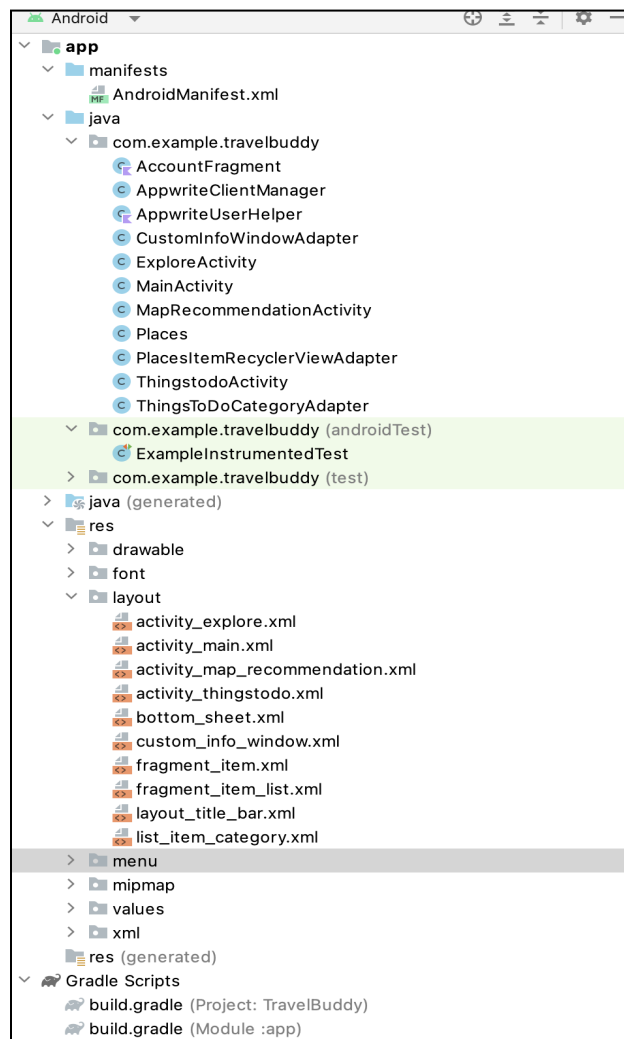 Android
app
manifests
MF AndroidManifest.xml
java
com.example.travelbuddy
C AccountFragment
C AppwriteClientManager
C AppwriteUserHelper
C CustomInfoWindowAdapter
C ExploreActivity
C MainActivity
C MapRecommendationActivity
C Places
C PlacesItemRecyclerViewAdapter
C ThingstodoActivity
C ThingsToDoCategoryAdapter
com.example.travelbuddy (androidTest)
C ExampleInstrumentedTest
com.example.travelbuddy (test)
java (generated)
res
drawable
font
layout
activity_explore.xml
activity_main.xml
activity_map_recommendation.xml
activity_thingstodo.xml
bottom_sheet.xml
custom_info_window.xml
fragment_item.xml
fragment_item_list.xml
layout_title_bar.xml
list_item_category.xml
menu
mipmap
values
xml
res (generated)
Gradle Scripts
build.gradle (Project: TravelBuddy)
build.gradle (Module :app)